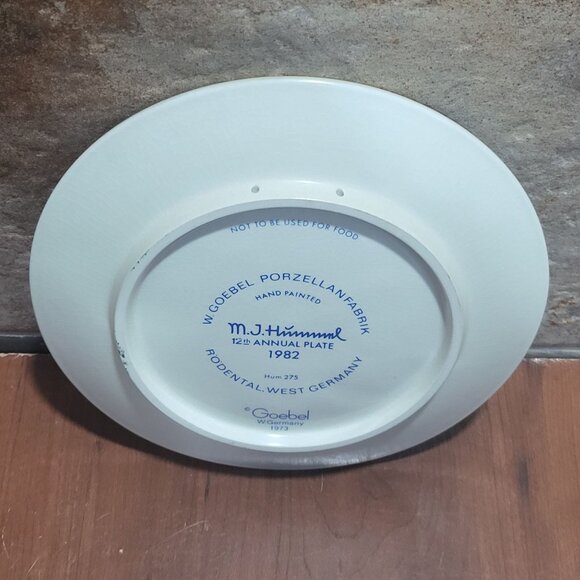 NOT TO BE USED FOR FOOD
W. GOEBEL PORZELLANFABRIK
HAND PAINTED
M.J. Hümmel
12th ANNUAL PLATE
1982
RODENTAL, WEST GERMANY
Hum 275
© Goebel
W. Germany
1973